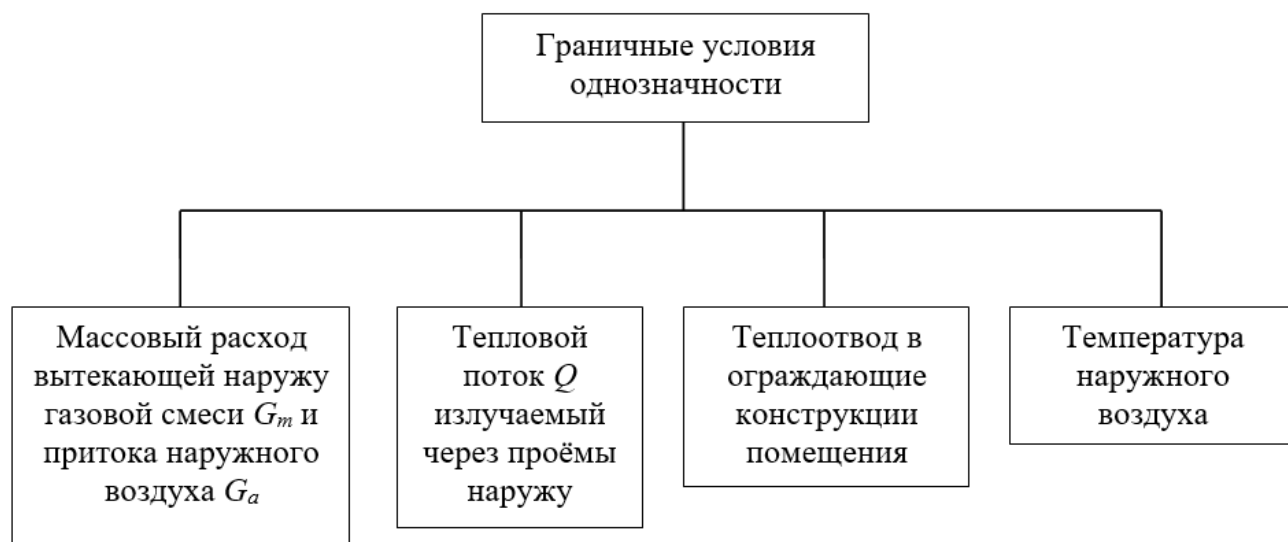 Граничные условия
однозначности
Массовый расход
вытекающей наружу
газовой смеси Gm и
притока наружного
воздуха Ga
Тепловой
поток Q
излучаемый
через проёмы
наружу
Теплоотвод в
ограждающие
конструкции
помещения
Температура
наружного
воздуха